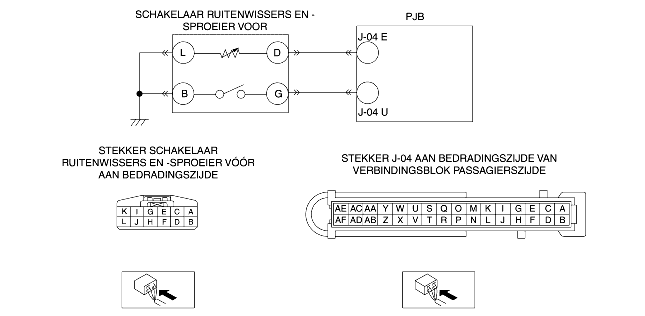 SCHAKELAAR RUITENWISSERS EN -
SPROEIER VOOR
PJB
J-04 E
L
D
B
G
J-04 U
STEKKER SCHAKELAAR
RUITENWISSERS EN -SPROEIER VÓÓR
AAN BEDRADINGSZIJDE
STEKKER J-04 AAN BEDRADINGSZIJDE VAN
VERBINDINGSBLOK PASSAGIERSZIJDE
K I G E C A
L J H F D B
AE AC AA Y W U S Q O M K I G E C A
AF AD AB Z X V T R P N L J H F D B